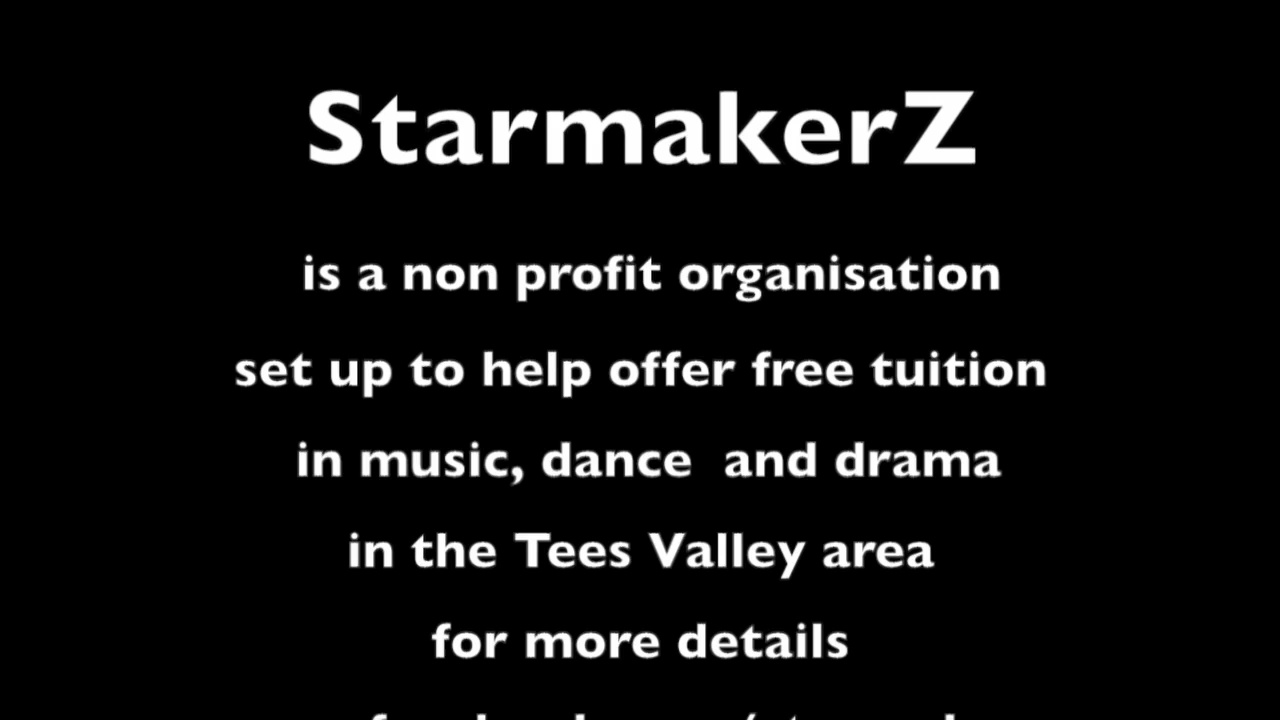 StarmakerZ
is a non profit organisation
set up to help offer free tuition
in music, dance  and drama
in the Tees Valley area
for more details